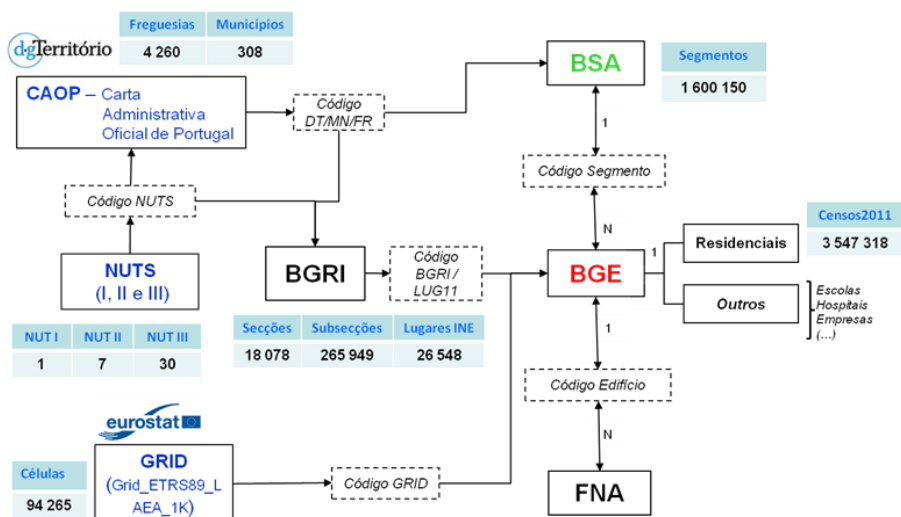 dgTerritório
Freguesias Municípios
4 260 308
CAOP – Carta
Administrativa
Oficial de Portugal
Código
DT/MN/FR
BSA
Segmentos
1 600 150
1
Código Segmento
N
Código NUTS
NUTS
(I, II e III)
BGRI
Código
BGRI /
LUG11
BGE
1
Residenciais
Censos2011
3 547 318
Outros
Escolas
Hospitais
Empresas
(...)
NUT I NUT II NUT III
1 7 30
Secções Subsecções Lugares INE
18 078 265 949 26 548
1
Código Edifício
N
FNA
eurostat
Células
94 265
GRID
(Grid_ETRS89_L
AEA_1K)
Código GRID